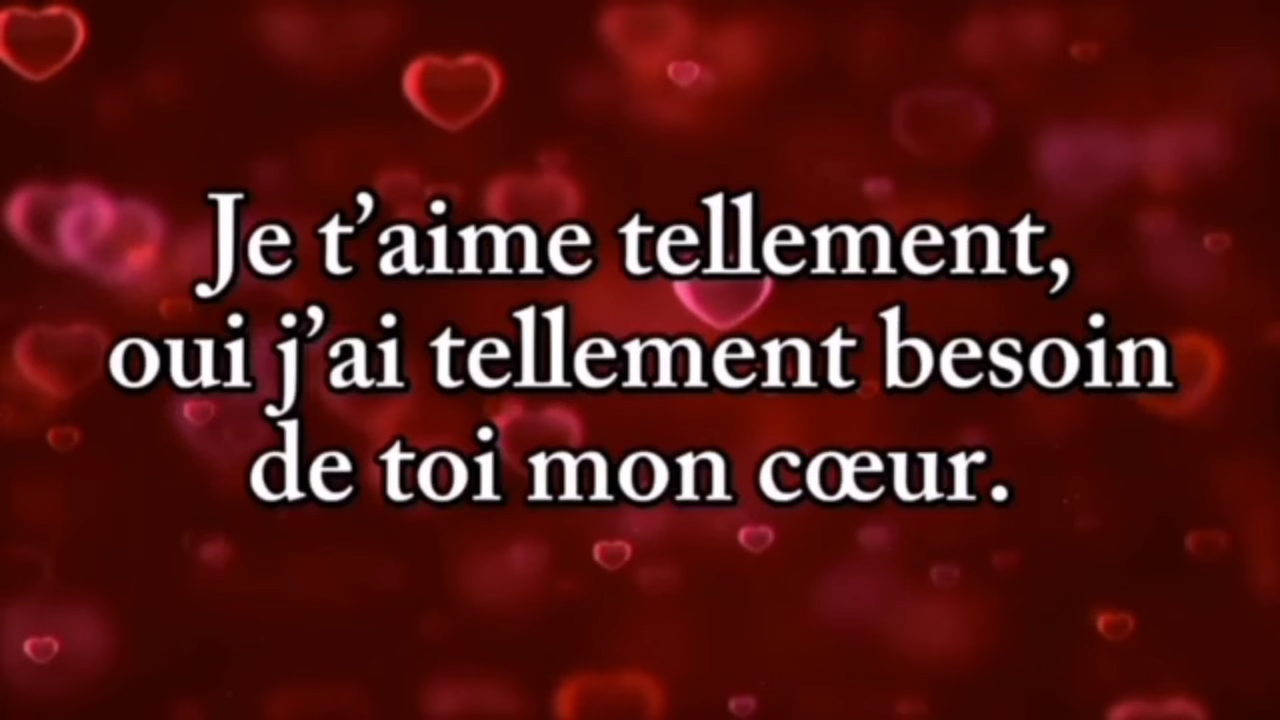 Je t’aime tellement,
oui j’ai tellement besoin
de toi mon cœur.